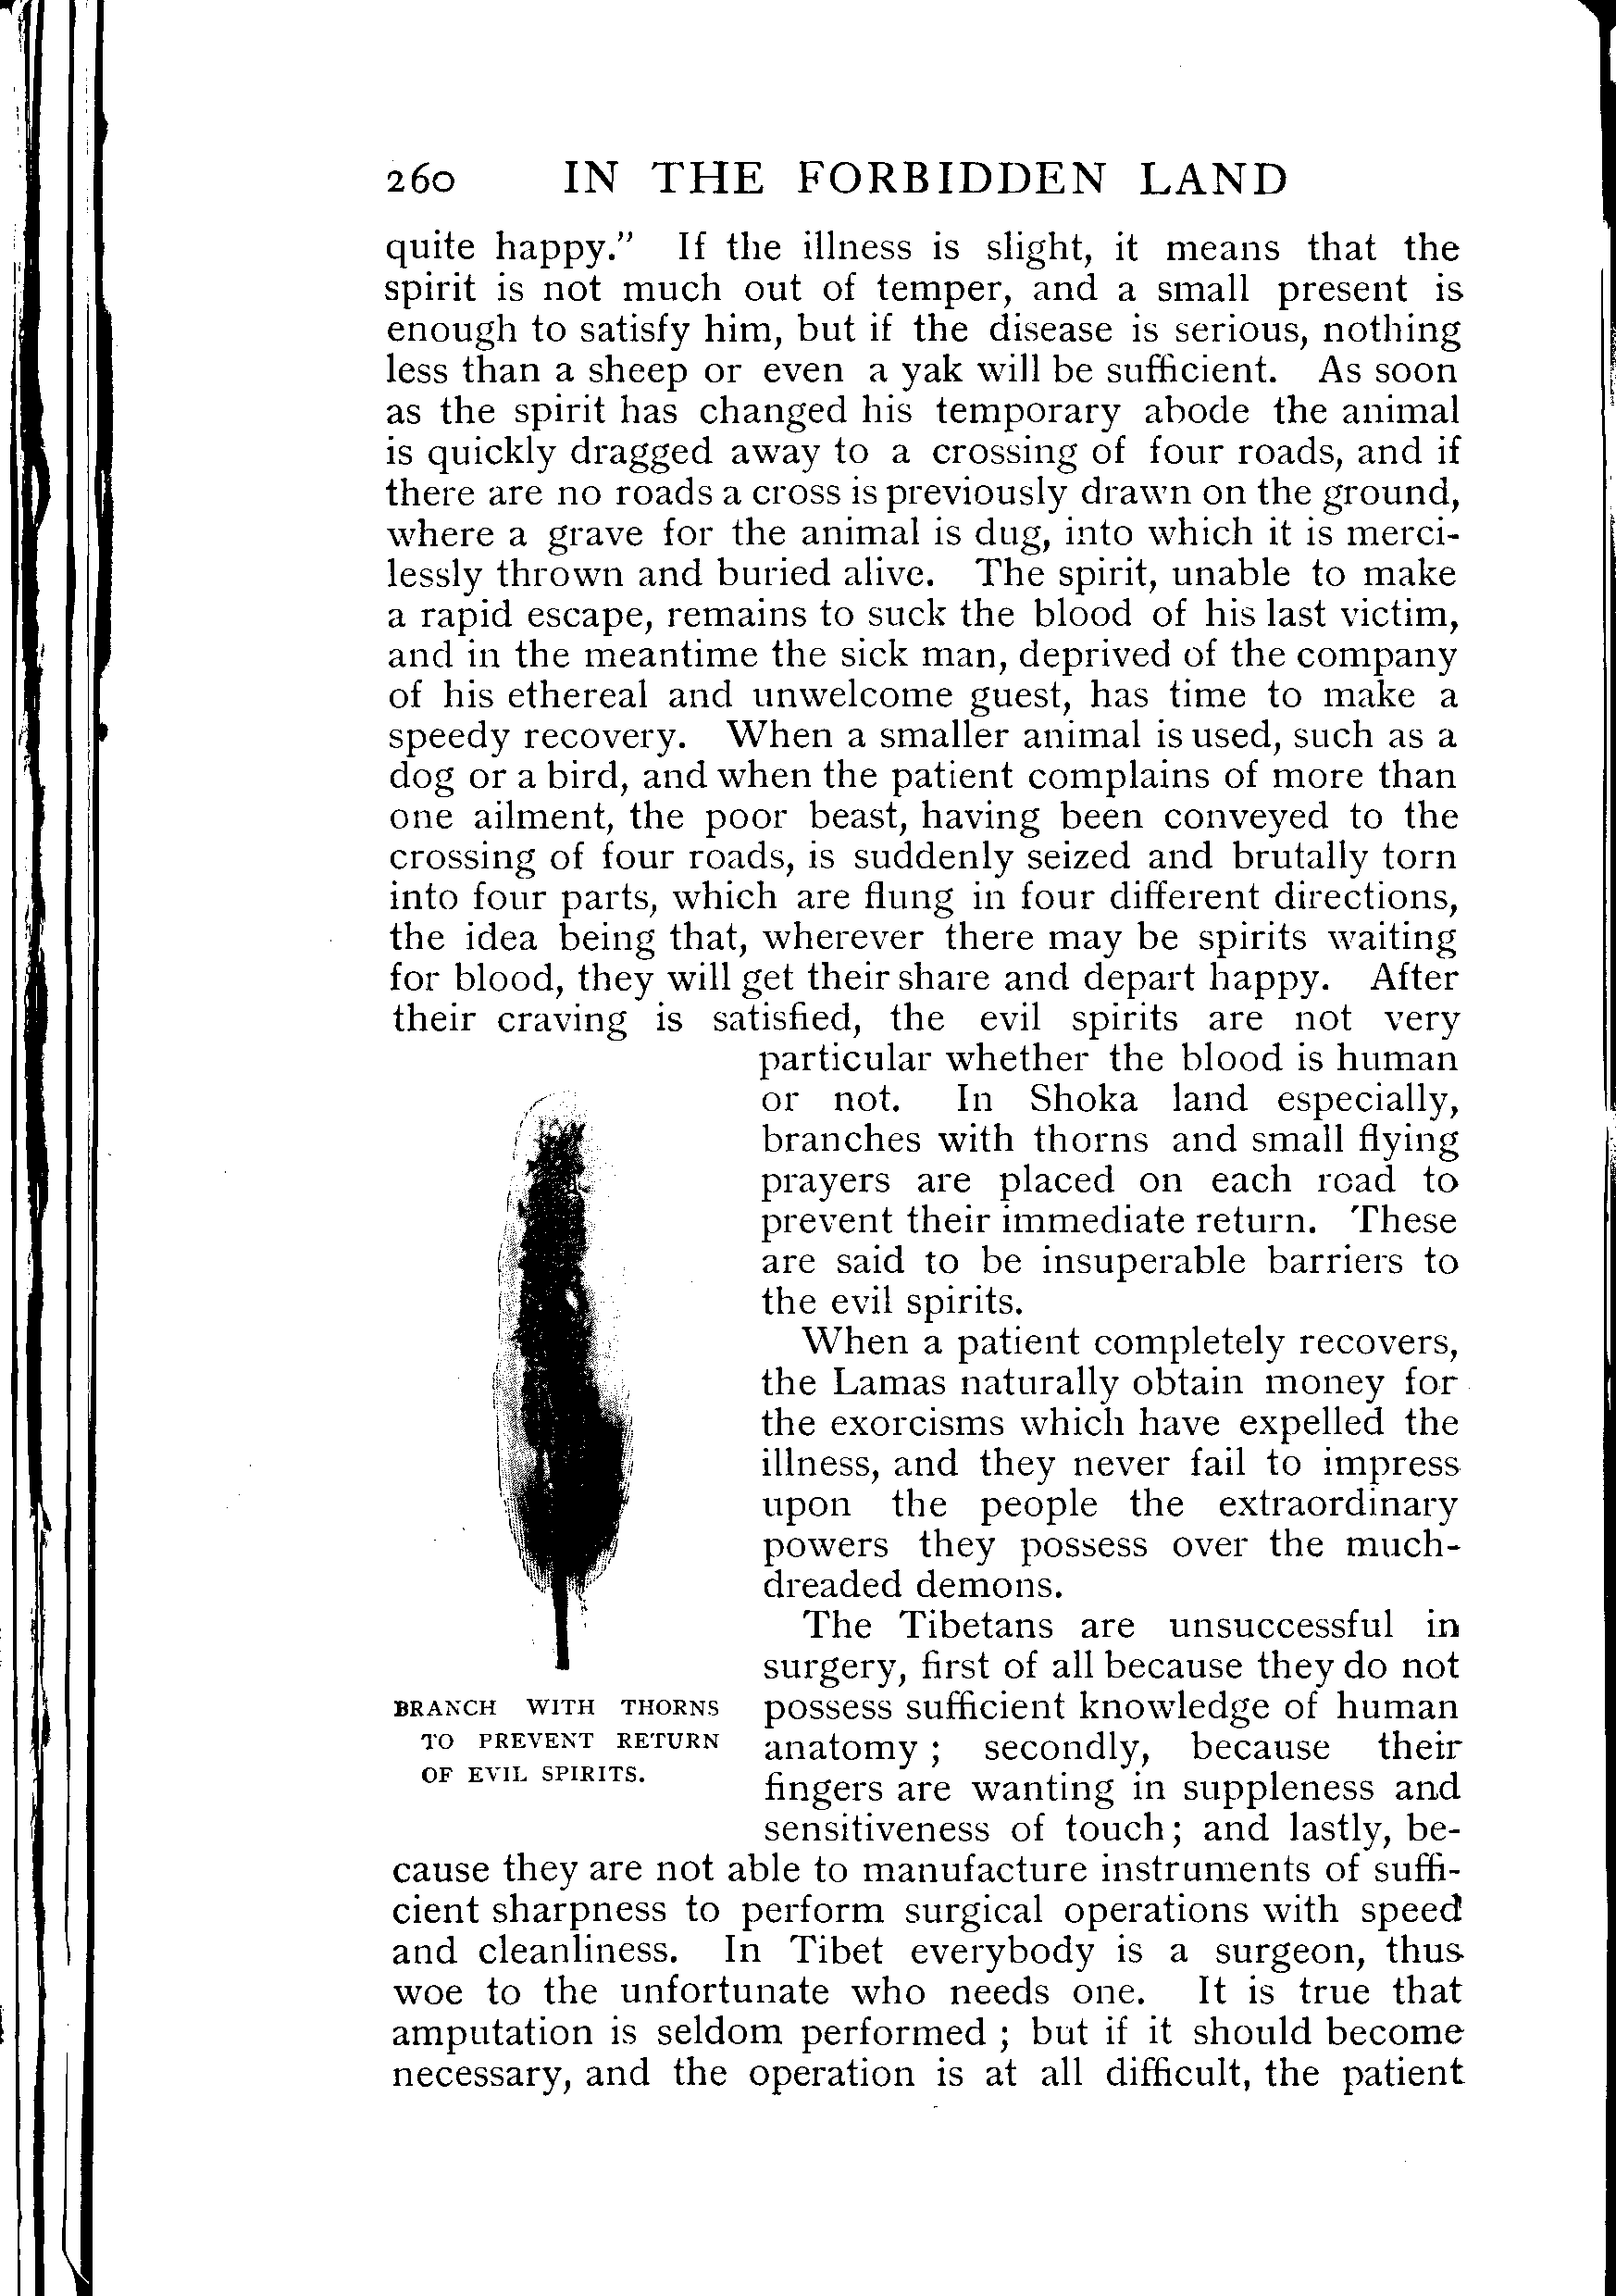 260 IN THE FORBIDDEN LAND
quite happy.” If the illness is slight, it means that the
spirit is not much out of temper, and a small present is
enough to satisfy him, but if the disease is serious, nothing
less than a sheep or even a yak will be sufficient. As soon
as the spirit has changed his temporary abode the animal
is quickly dragged away to a crossing of four roads, and if
there are no roads a cross is previously drawn on the ground,
where a grave for the animal is dug, into which it is merci-
lessly thrown and buried alive. The spirit, unable to make
a rapid escape, remains to suck the blood of his last victim,
and in the meantime the sick man, deprived of the company
of his ethereal and unwelcome guest, has time to make a
speedy recovery. When a smaller animal is used, such as a
dog or a bird, and when the patient complains of more than
one ailment, the poor beast, having been conveyed to the
crossing of four roads, is suddenly seized and brutally torn
into four parts, which are flung in four different directions,
the idea being that, wherever there may be spirits waiting
for blood, they will get their share and depart happy. After
their craving is satisfied, the evil spirits are not very
particular whether the blood is human
or not. In Shoka land especially,
branches with thorns and small flying
prayers are placed on each road to
prevent their immediate return. These
are said to be insuperable barriers to
the evil spirits.
When a patient completely recovers,
the Lamas naturally obtain money for
the exorcisms which have expelled the
illness, and they never fail to impress
upon the people the extraordinary
powers they possess over the much-
dreaded demons.
The Tibetans are unsuccessful in
surgery, first of all because they do not
possess sufficient knowledge of human
anatomy ; secondly, because their
fingers are wanting in suppleness and
sensitiveness of touch ; and lastly, be-
BRANCH WITH THORNS
TO PREVENT RETURN
OF EVIL SPIRITS.
cause they are not able to manufacture instruments of suffi-
cient sharpness to perform surgical operations with speed
and cleanliness. In Tibet everybody is a surgeon, thus
woe to the unfortunate who needs one. It is true that
amputation is seldom performed ; but if it should become
necessary, and the operation is at all difficult, the patient